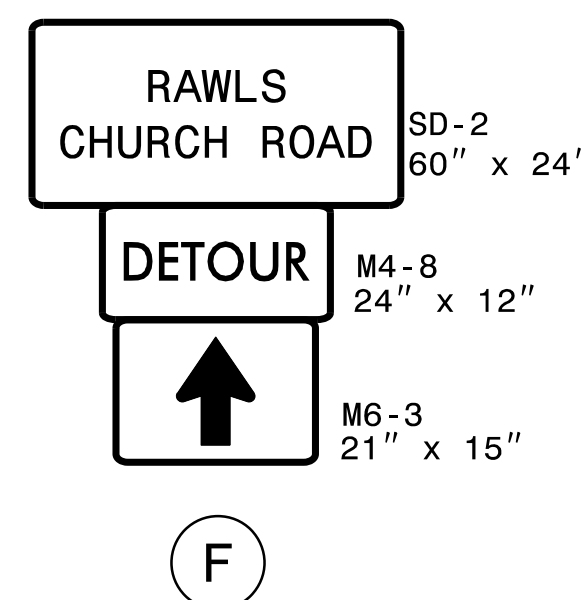 RAWLS
CHURCH ROAD
SD-2
60" x 24"
DETOUR
M4-8
24" x 12"
M6-3
21" x 15"
F